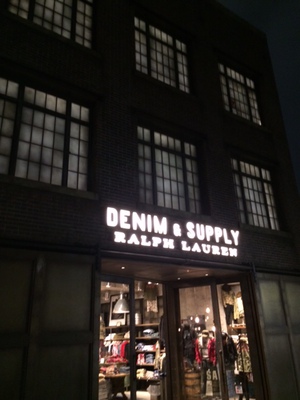 DENIM & SUPPLY
RALPH LAUREN